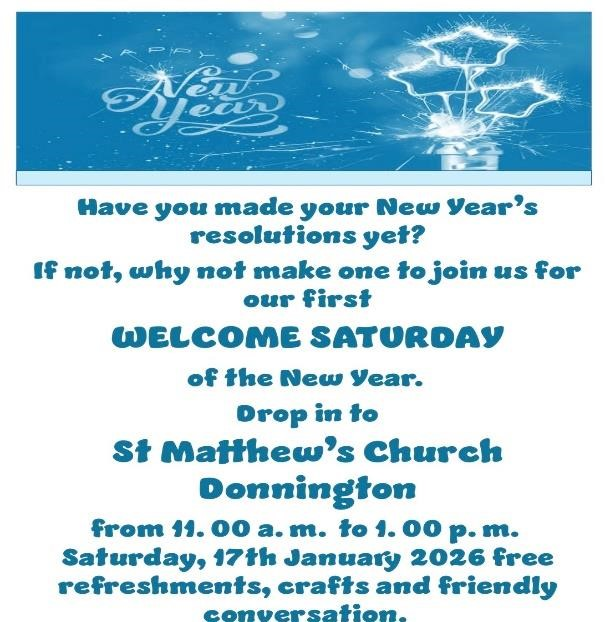 HAPPY
New
Year
Have you made your New Year's
resolutions yet?
If not, why not make one to join us for
our first
WELCOME SATURDAY
of the New Year.
Drop in to
St Matthew's Church
Donnington
from 11. 00 a. m. to 1. 00 p. m.
Saturday, 17th January 2026 free
refreshments, crafts and friendly
conversation.